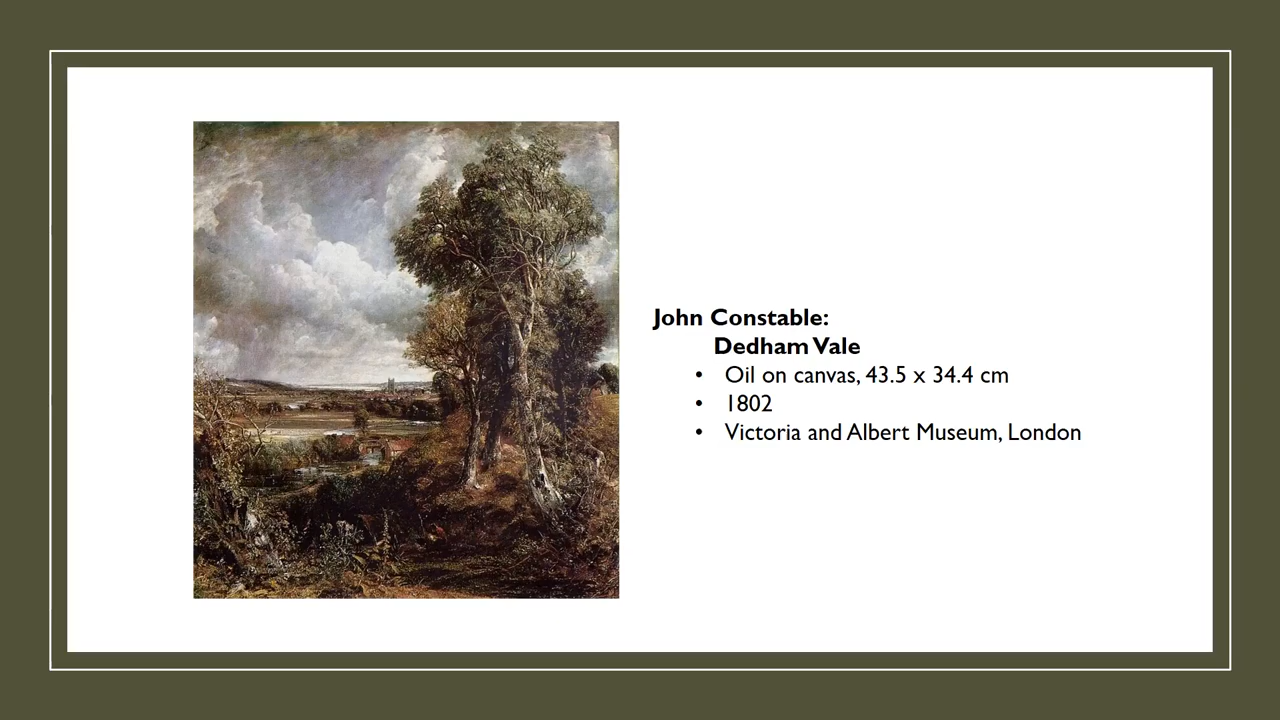 John Constable:
Dedham Vale
• Oil on canvas, 43.5 x 34.4 cm
• 1802
• Victoria and Albert Museum, London